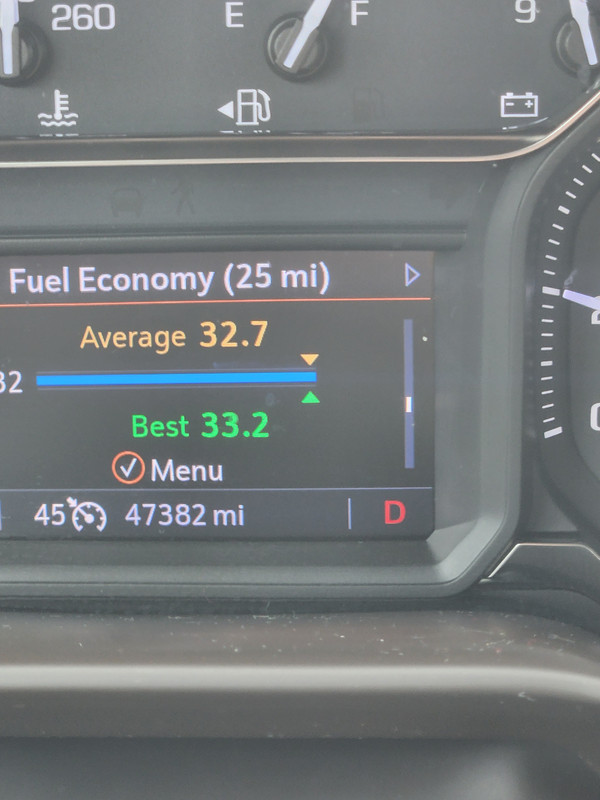 260 E F 9
Fuel Economy (25 mi)
Average 32.7
32
Best 33.2
Menu
45 47382 mi D